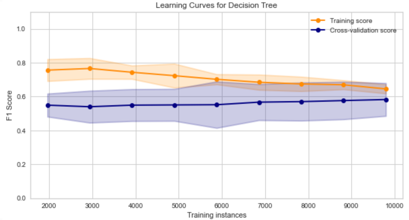 Learning Curves for Decision Tree
Training score
Cross-validation score
1.0
0.8
0.6
0.4
0.2
0.0
F1 Score
2000 3000 4000 5000 6000 7000 8000 9000 10000
Training instances